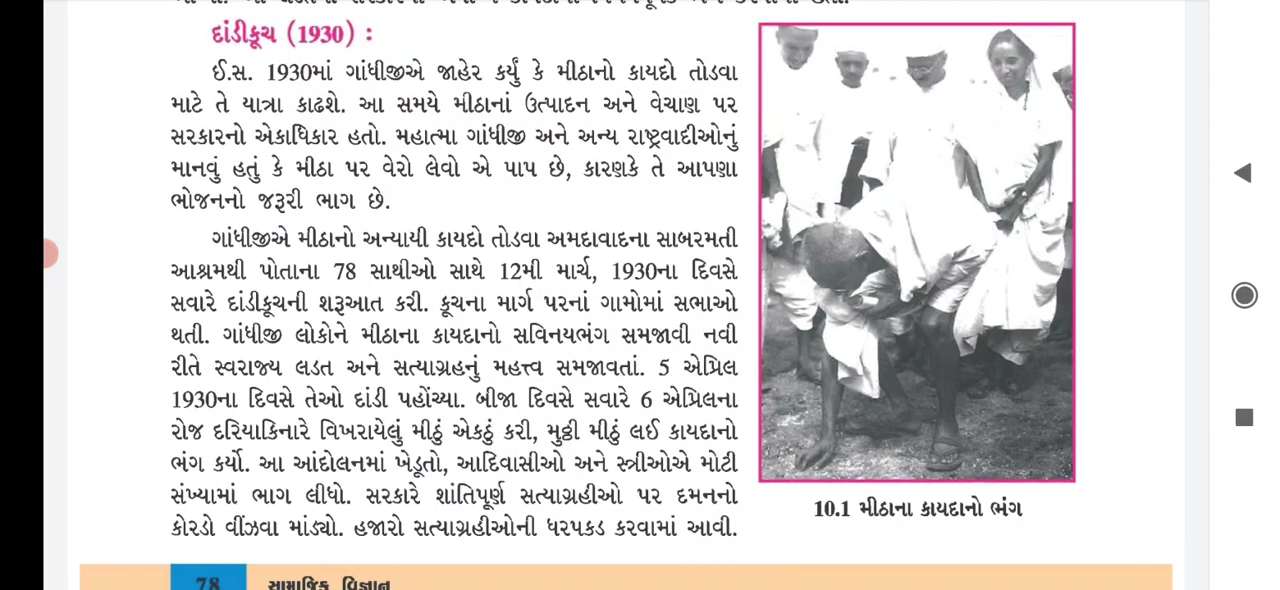 દાંડીકૂચ (1930) :
ઈ.સ. 1930માં ગાંધીજીએ જાહેર કર્યું કે મીઠાનો કાયદો તોડવા
માટે તે યાત્રા કાઢશે. આ સમયે મીઠાનાં ઉત્પાદન અને વેચાણ પર
સરકારનો એકાધિકાર હતો. મહાત્મા ગાંધીજી અને અન્ય રાષ્ટ્રવાદીઓનું
માનવું હતું કે મીઠા પર વેરો લેવો એ પાપ છે, કારણકે તે આપણા
ભોજનનો જરૂરી ભાગ છે.
ગાંધીજીએ મીઠાનો અન્યાયી કાયદો તોડવા અમદાવાદના સાબરમતી
આશ્રમથી પોતાના 78 સાથીઓ સાથે 12મી માર્ચ, 1930ના દિવસે
સવારે દાંડીકૂચની શરૂઆત કરી. કૂચના માર્ગ પરનાં ગામોમાં સભાઓ
થતી. ગાંધીજી લોકોને મીઠાના કાયદાનો સવિનયભંગ સમજાવી નવી
રીતે સ્વરાજ્ય લડત અને સત્યાગ્રહનું મહત્ત્વ સમજાવતાં. 5 એપ્રિલ
1930ના દિવસે તેઓ દાંડી પહોંચ્યા. બીજા દિવસે સવારે 6 એપ્રિલના
રોજ દરિયાકિનારે વિખરાયેલું મીઠું એકઠું કરી, મુઠ્ઠી મીઠું લઈ કાયદાનો
ભંગ કર્યો. આ આંદોલનમાં ખેડૂતો, આદિવાસીઓ અને સ્ત્રીઓએ મોટી
સંખ્યામાં ભાગ લીધો. સરકારે શાંતિપૂર્ણ સત્યાગ્રહીઓ પર દમનનો
કોરડો વીંઝવા માંડ્યો. હજારો સત્યાગ્રહીઓની ધરપકડ કરવામાં આવી.
10.1 મીઠાના કાયદાનો ભંગ
78 સામાજિક વિજ્ઞાન